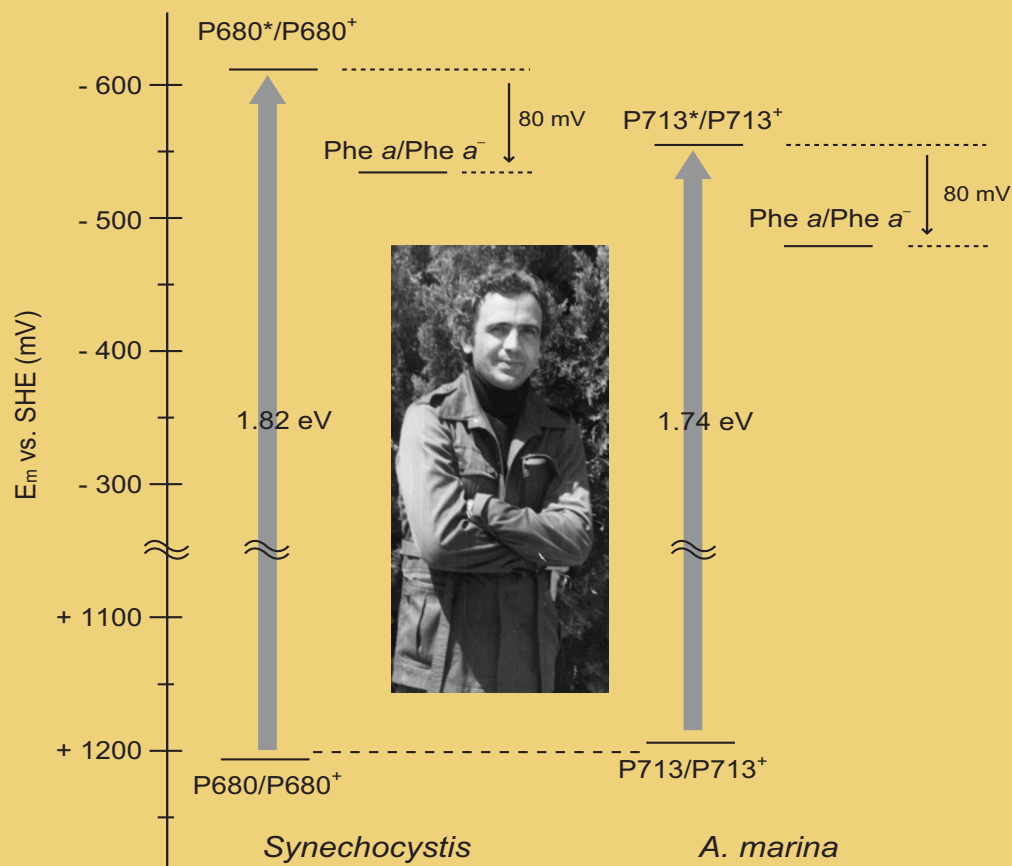 P680*/P680⁺
- 600
80 mV
P713*/P713⁺
Phe a/Phe a⁻
80 mV
- 500
Phe a/Phe a⁻
- 400
Eₘ vs. SHE (mV)
1.82 eV
1.74 eV
- 300
+ 1100
+ 1200
P680/P680⁺
P713/P713⁺
Synechocystis
A. marina